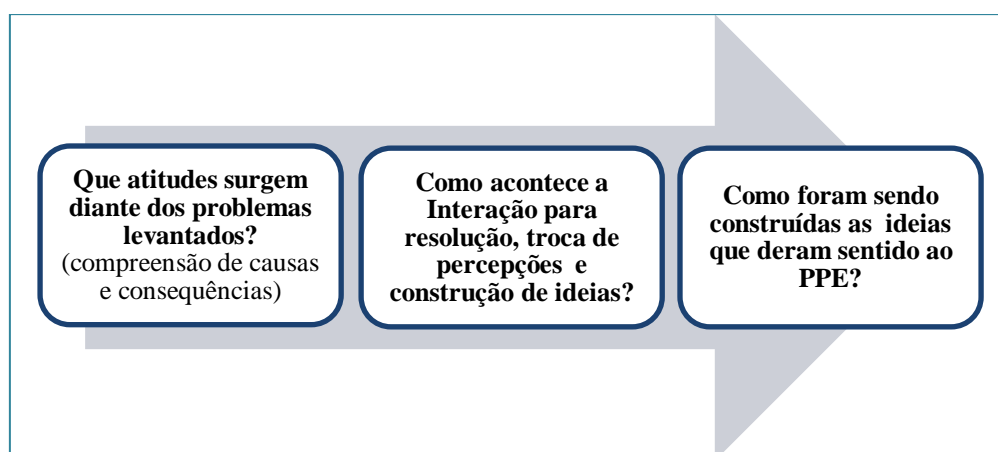 Que atitudes surgem
diante dos problemas
levantados?
(compreensão de causas
e consequências)
Como acontece a
Interação para
resolução, troca de
percepções e
construção de ideias?
Como foram sendo
construídas as ideias
que deram sentido ao
PPE?